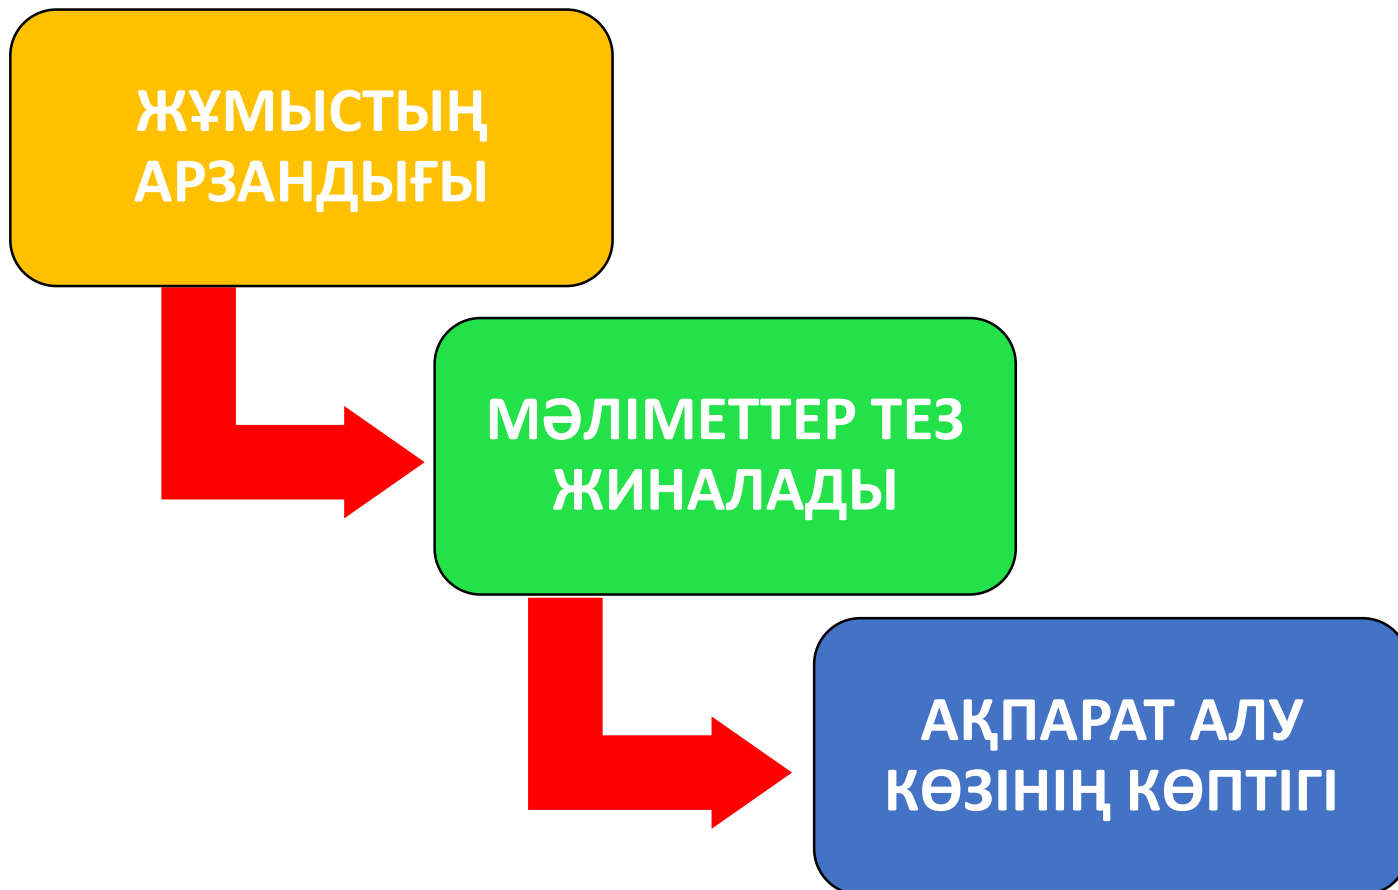 ЖҰМЫСТЫҢ
АРЗАНДЫҒЫ
МӘЛІМЕТТЕР ТЕЗ
ЖИНАЛАДЫ
АҚПАРАТ АЛУ
КӨЗІНІҢ КӨПТІГІ